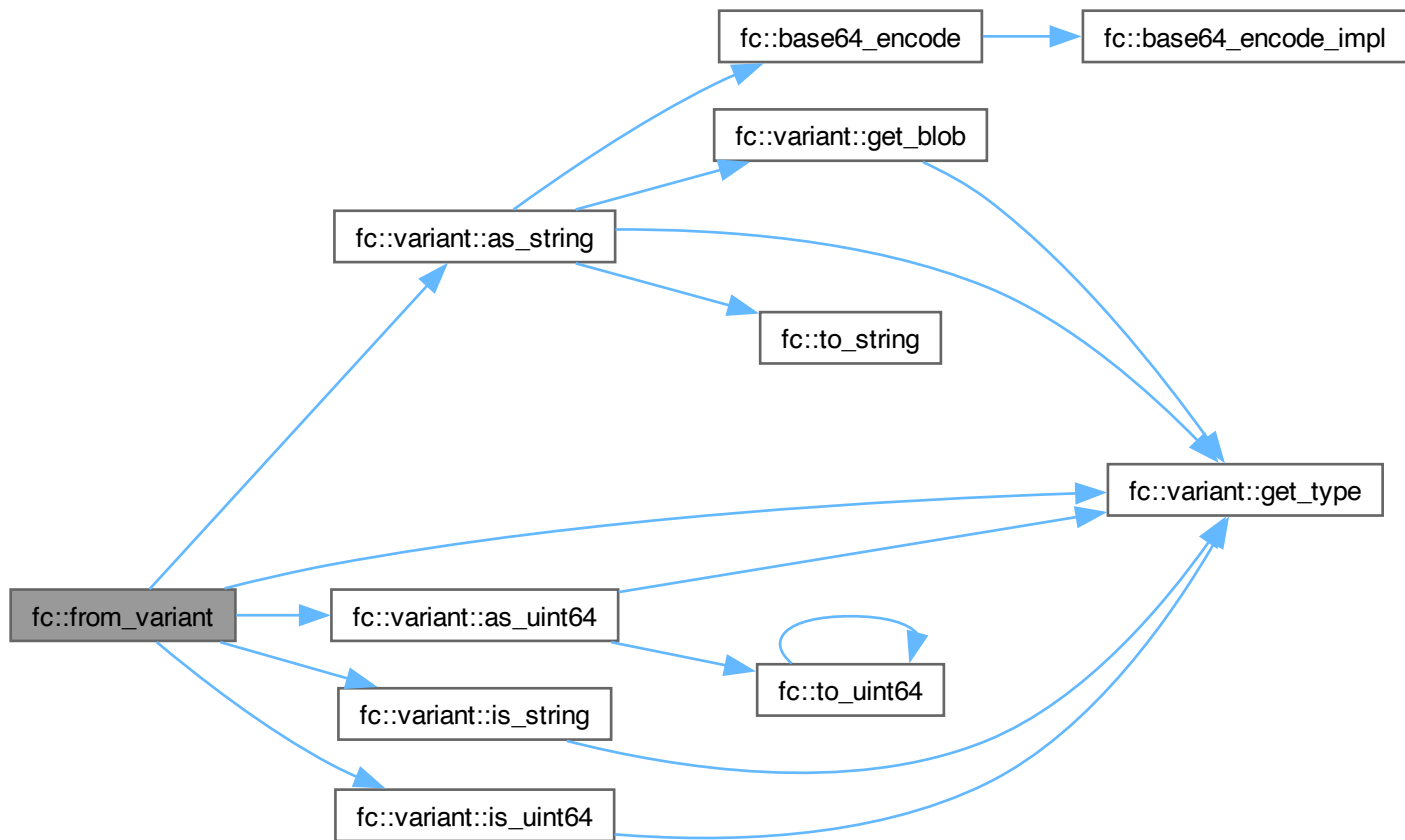 fc::base64_encode
fc::base64_encode_impl
fc::variant::get_blob
fc::variant::as_string
fc::to_string
fc::variant::get_type
fc::from_variant
fc::variant::as_uint64
fc::to_uint64
fc::variant::is_string
fc::variant::is_uint64